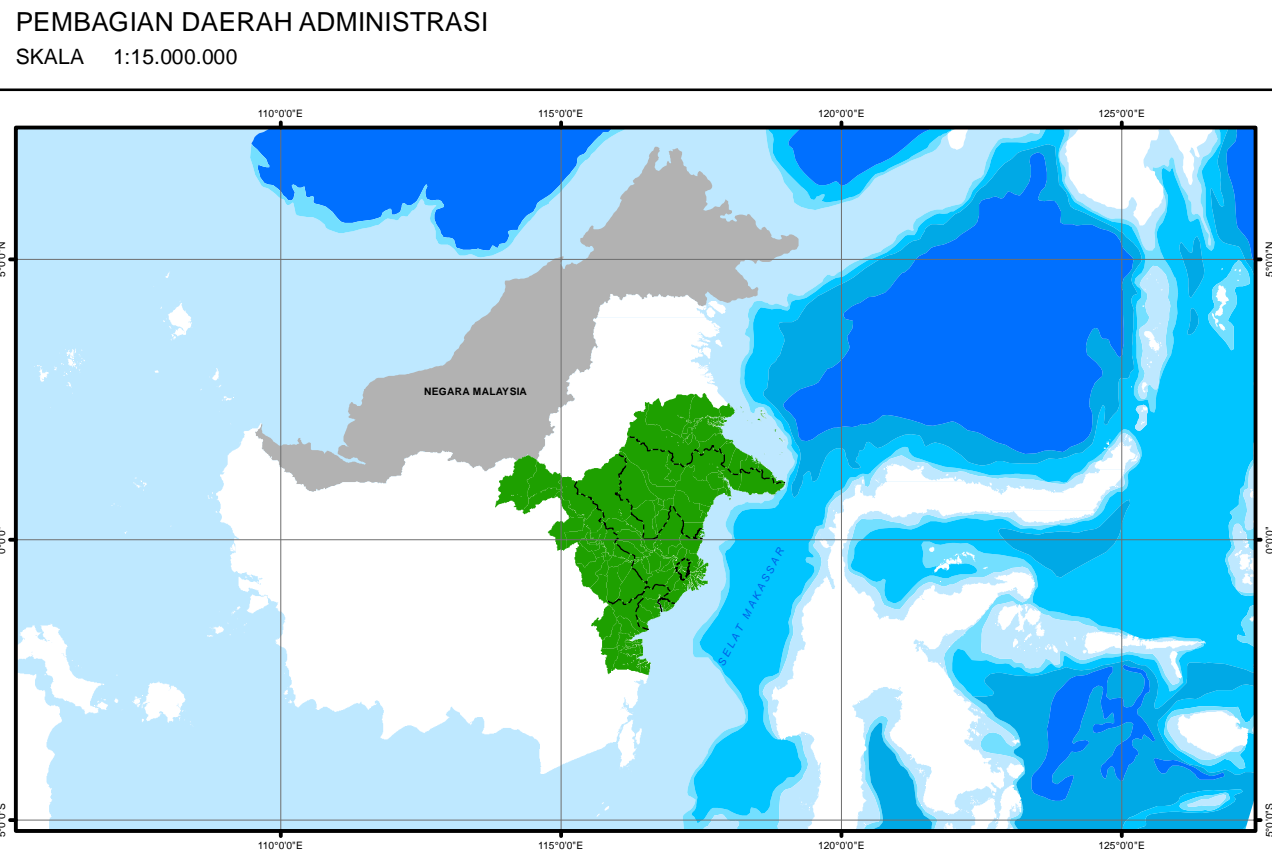 PEMBAGIAN DAERAH ADMINISTRASI
SKALA 1:15.000.000
110°0'0"E 115°0'0"E 120°0'0"E 125°0'0"E
5°0'0"N 5°0'0"N
NEGARA MALAYSIA
0°0'0" 0°0'0"
SELAT MAKASSAR
5°0'0"S 5°0'0"S
110°0'0"E 115°0'0"E 120°0'0"E 125°0'0"E